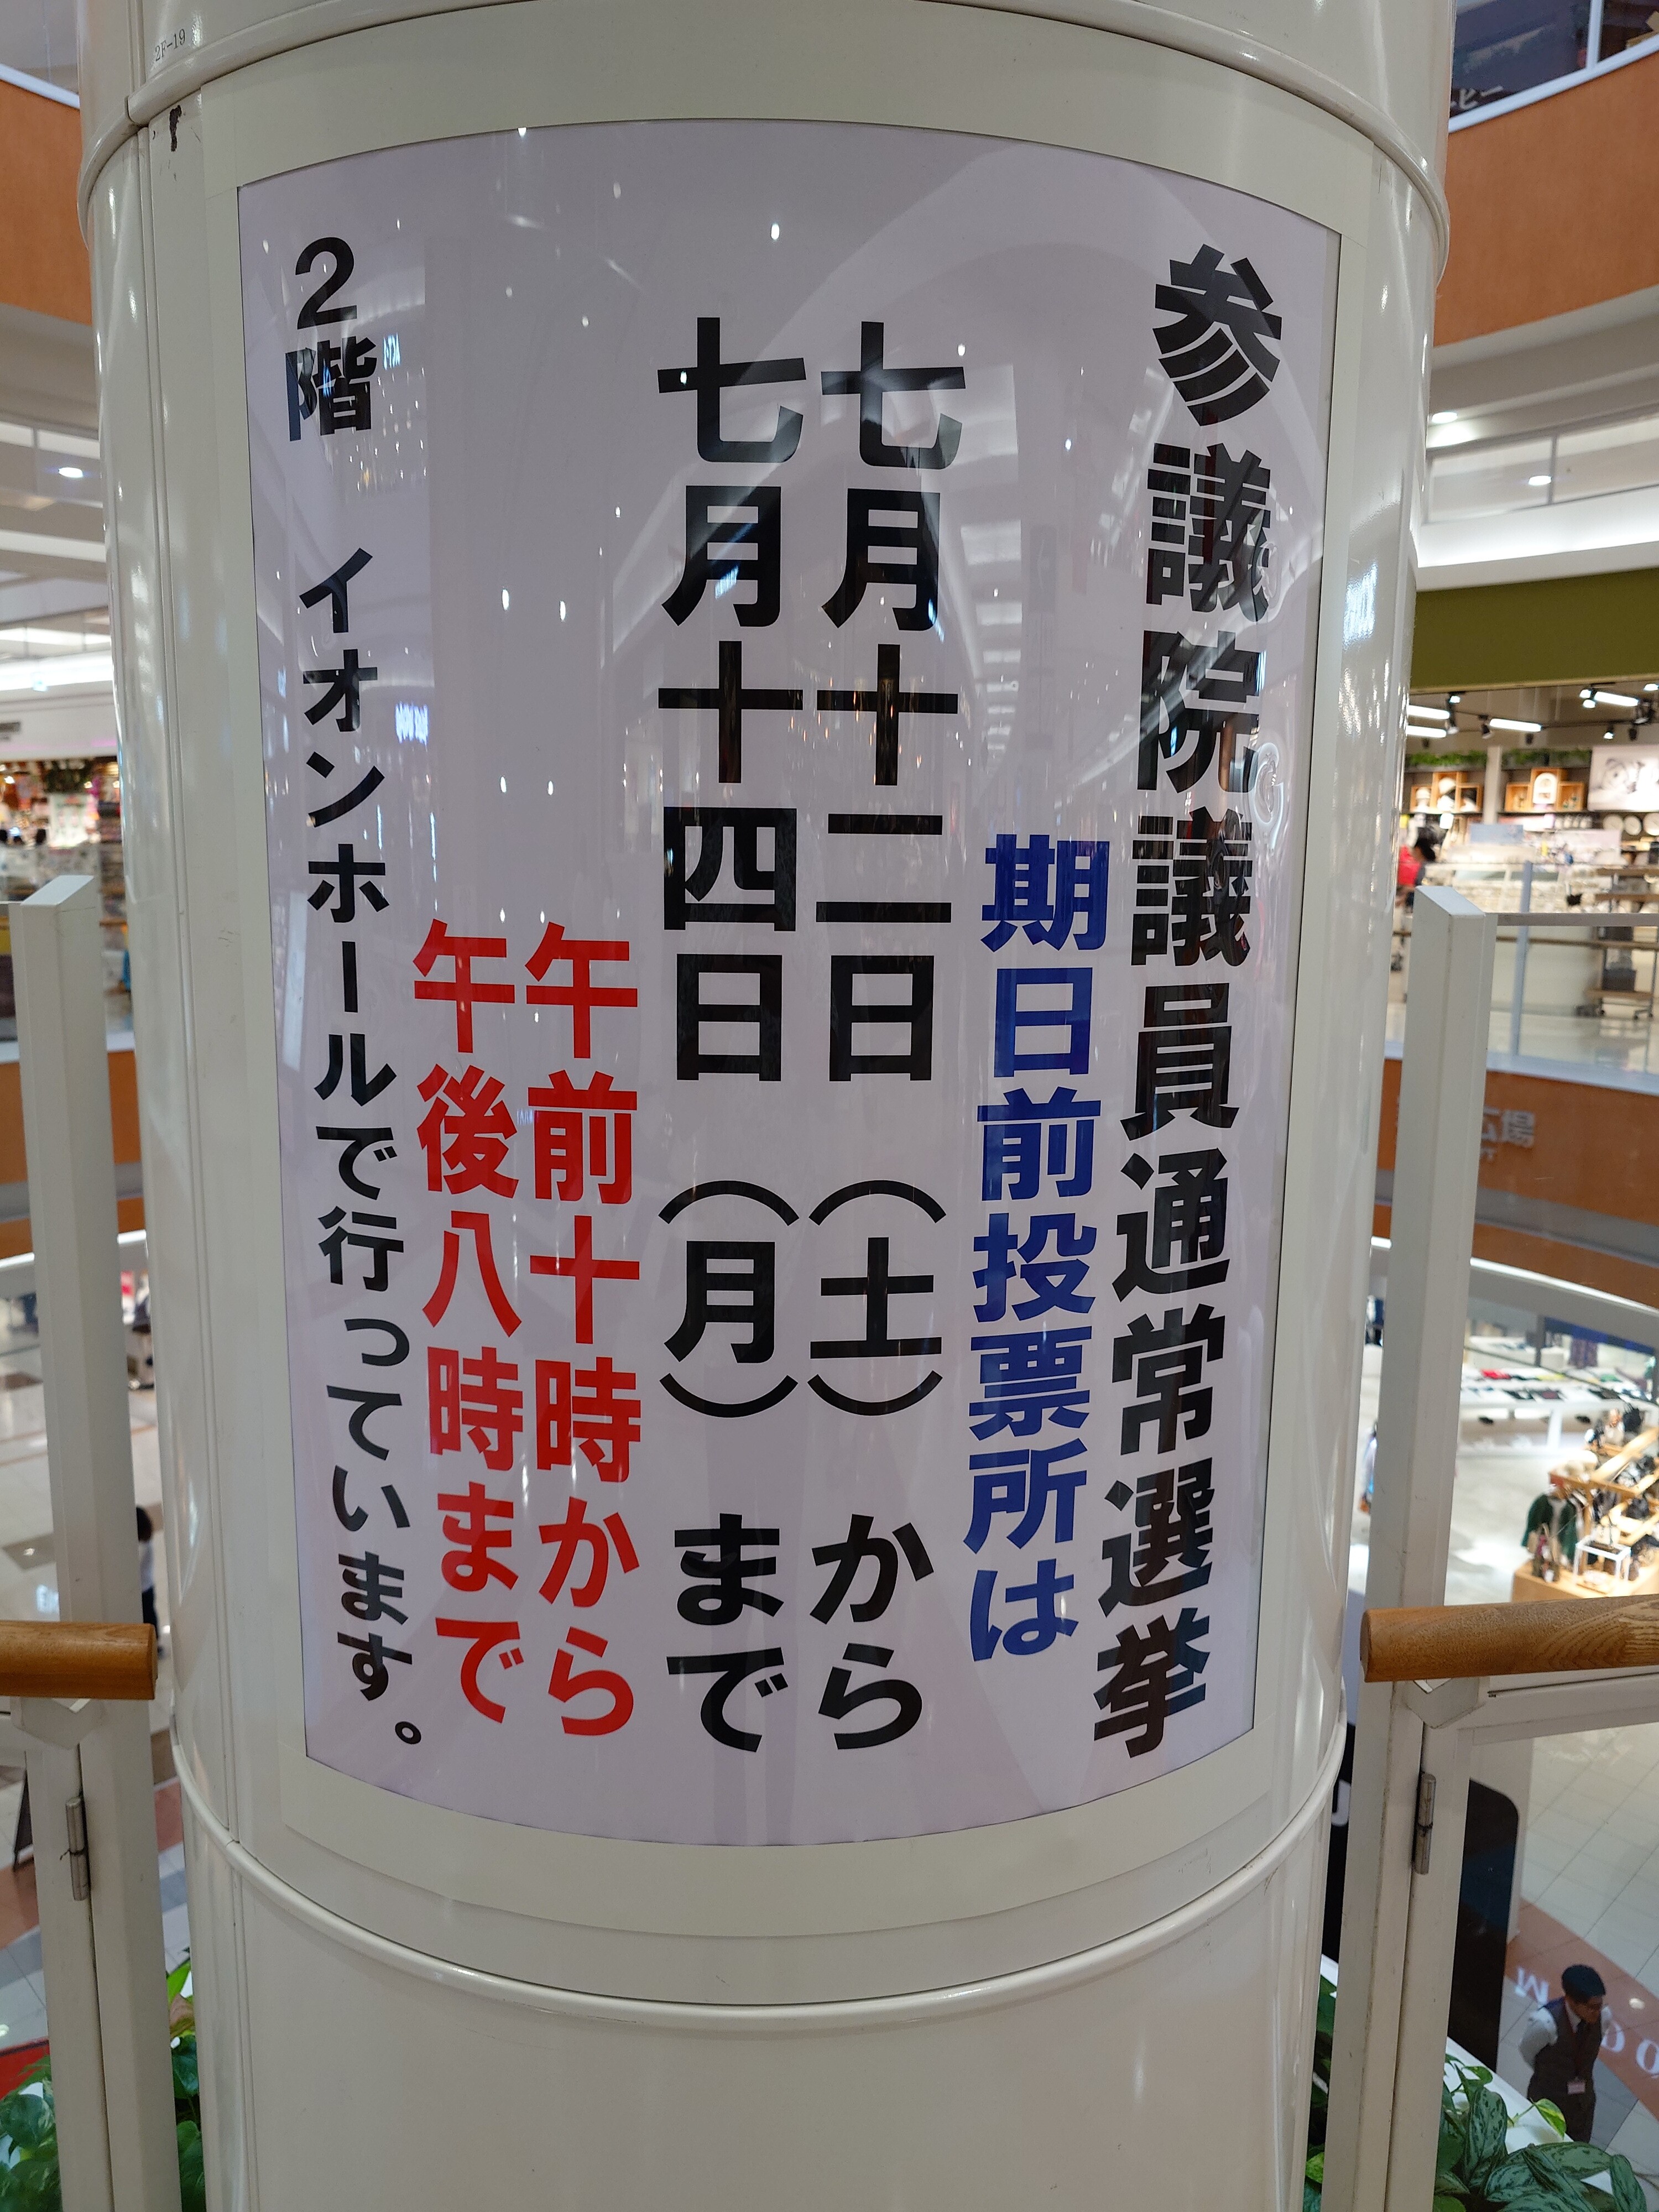 参議院議員通常選挙
期日前投票所は
七月十二日（土）から
七月十四日（月）まで
午前十時から
午後八時まで
2階　イオンホールで行っています。
2F-19